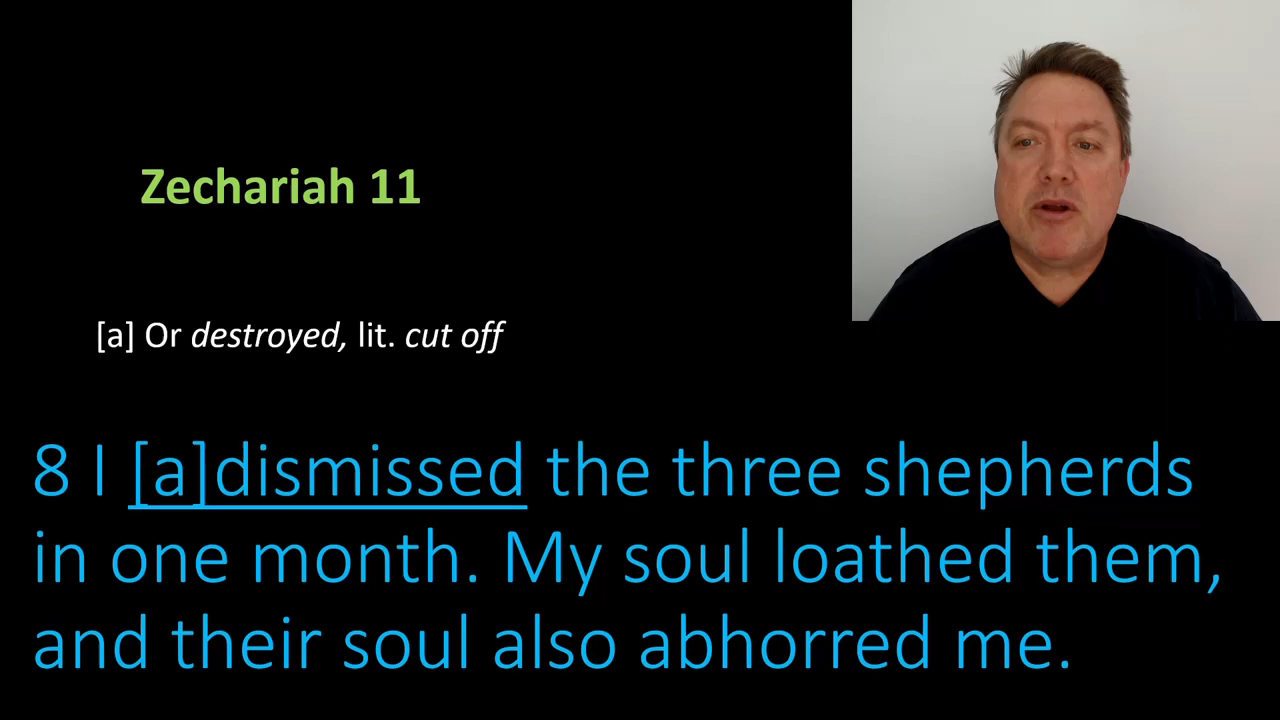 Zechariah 11
[a] Or destroyed, lit. cut off
8 I [a]dismissed the three shepherds
in one month. My soul loathed them,
and their soul also abhorred me.